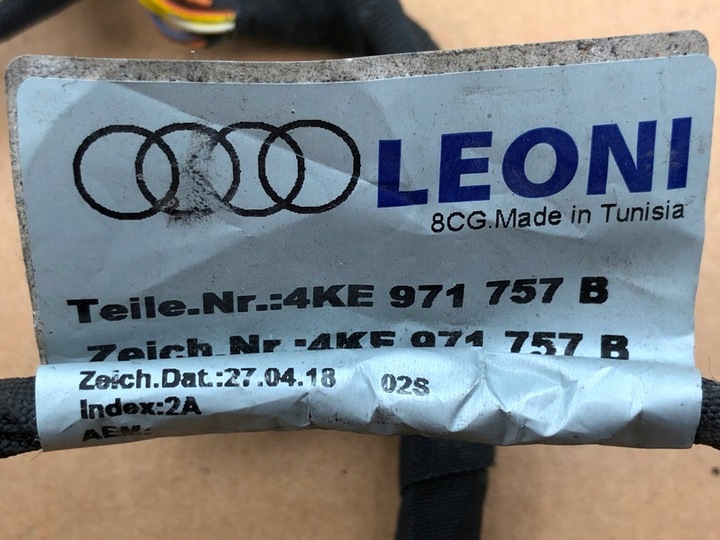 LEONI
8CG.Made in Tunisia
Teile.Nr.:4KE 971 757 B
Zeich.Nr.:4KE 971 757 B
Zeich.Dat.:27.04.18 02S
Index:2A
AEM: